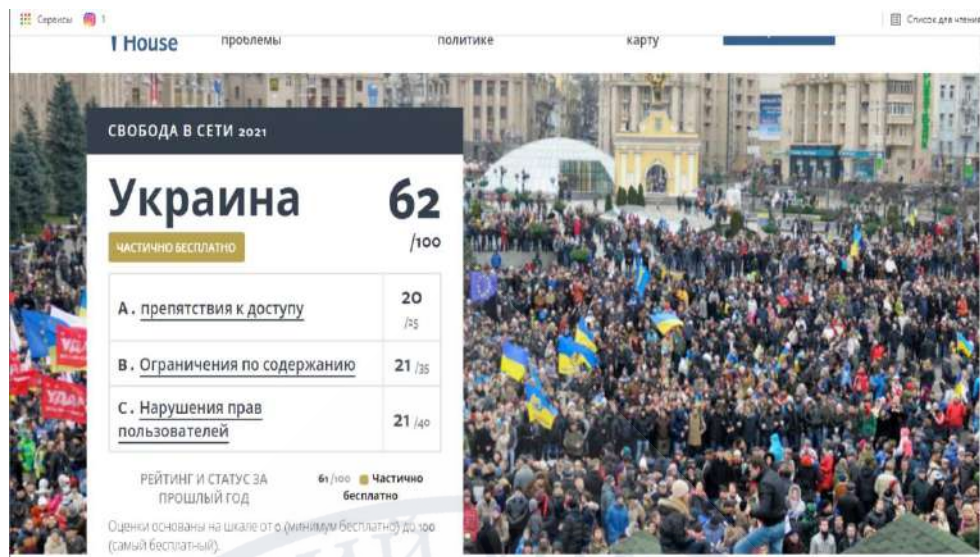 Сервисы 1 Список для чтения
House проблемы политике карту
СВОБОДА В СЕТИ 2021
Украина 62
ЧАСТИЧНО БЕСПЛАТНО /100
А. препятствия к доступу 20 /25
В. Ограничения по содержанию 21 /35
С. Нарушения прав пользователей 21 /40
РЕЙТИНГ И СТАТУС ЗА 61/100 Частично
ПРОШЛЫЙ ГОД бесплатно
Оценки основаны на шкале от 0 (минимум бесплатно) до 100
(самый бесплатный).
УДАР